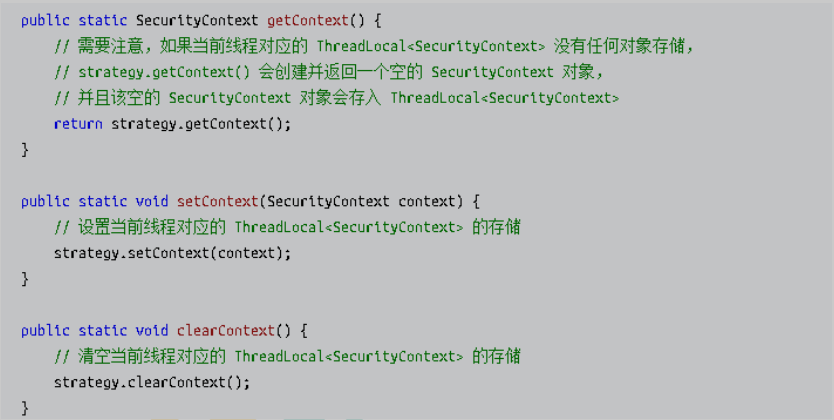 public static SecurityContext getContext() {
// 需要注意，如果当前线程对应的 ThreadLocal<SecurityContext> 没有任何对象存储，
// strategy.getContext() 会创建并返回一个空的 SecurityContext 对象，
// 并且该空的 SecurityContext 对象会存入 ThreadLocal<SecurityContext>
return strategy.getContext();
}
public static void setContext(SecurityContext context) {
// 设置当前线程对应的 ThreadLocal<SecurityContext> 的存储
strategy.setContext(context);
}
public static void clearContext() {
// 清空当前线程对应的 ThreadLocal<SecurityContext> 的存储
strategy.clearContext();
}